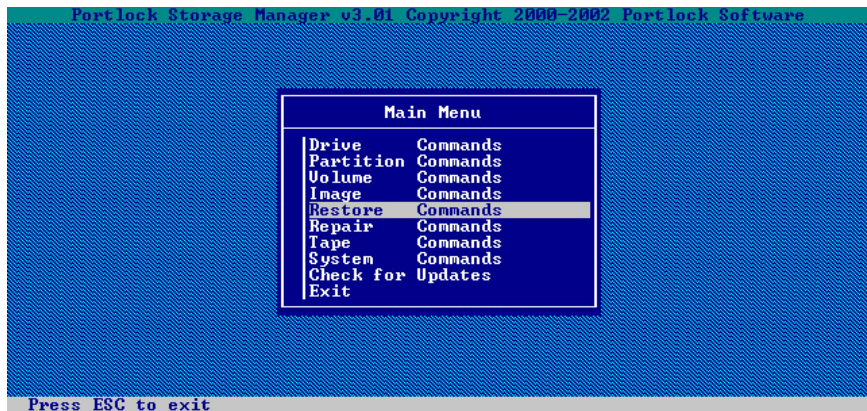 Portlock Storage Manager v3.01 Copyright 2000-2002 Portlock Software
Main Menu
Drive Commands
Partition Commands
Volume Commands
Image Commands
Restore Commands
Repair Commands
Tape Commands
System Commands
Check for Updates
Exit
Press ESC to exit